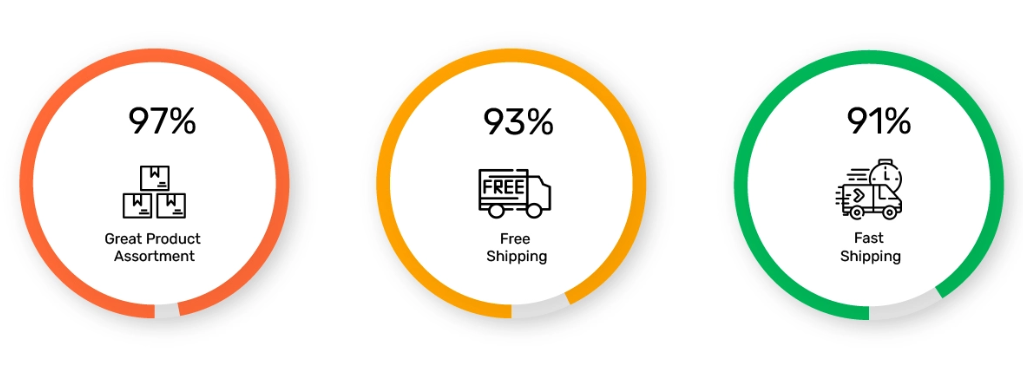 97%
Great Product
Assortment
93%
FREE
Free
Shipping
91%
Fast
Shipping